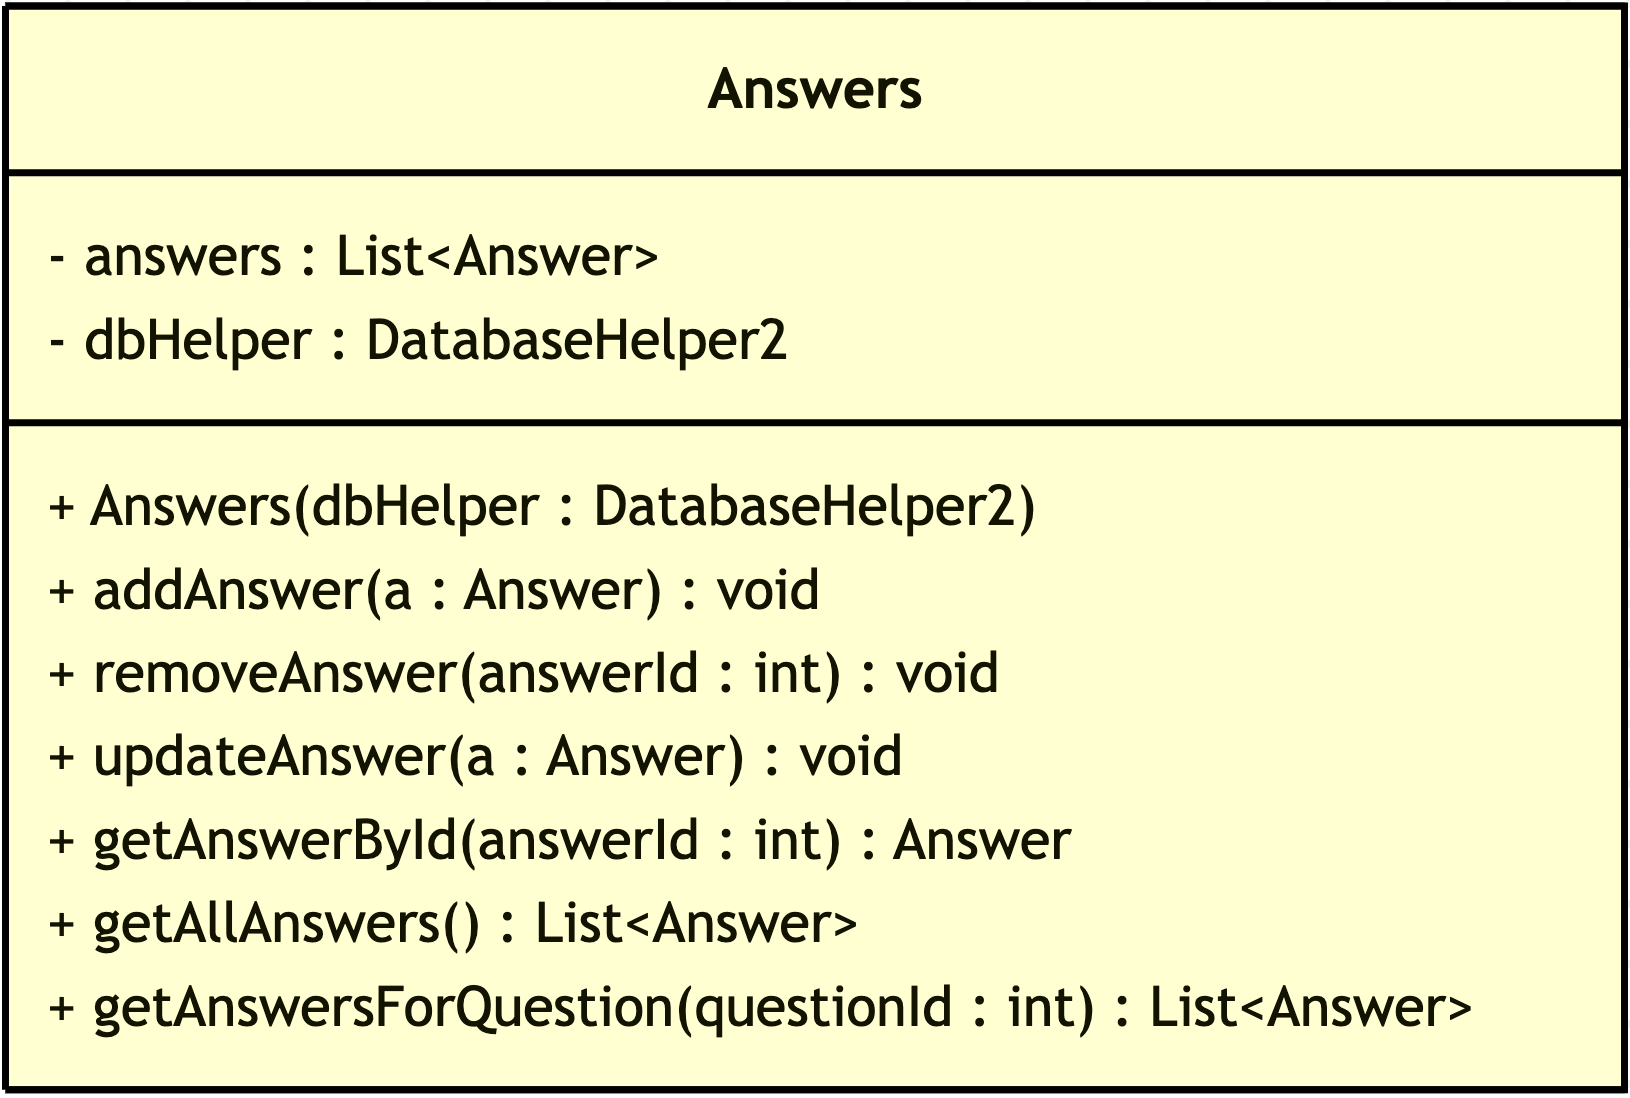 Answers
- answers : List<Answer>
- dbHelper : DatabaseHelper2
+ Answers(dbHelper : DatabaseHelper2)
+ addAnswer(a : Answer) : void
+ removeAnswer(answerId : int) : void
+ updateAnswer(a : Answer) : void
+ getAnswerById(answerId : int) : Answer
+ getAllAnswers() : List<Answer>
+ getAnswersForQuestion(questionId : int) : List<Answer>